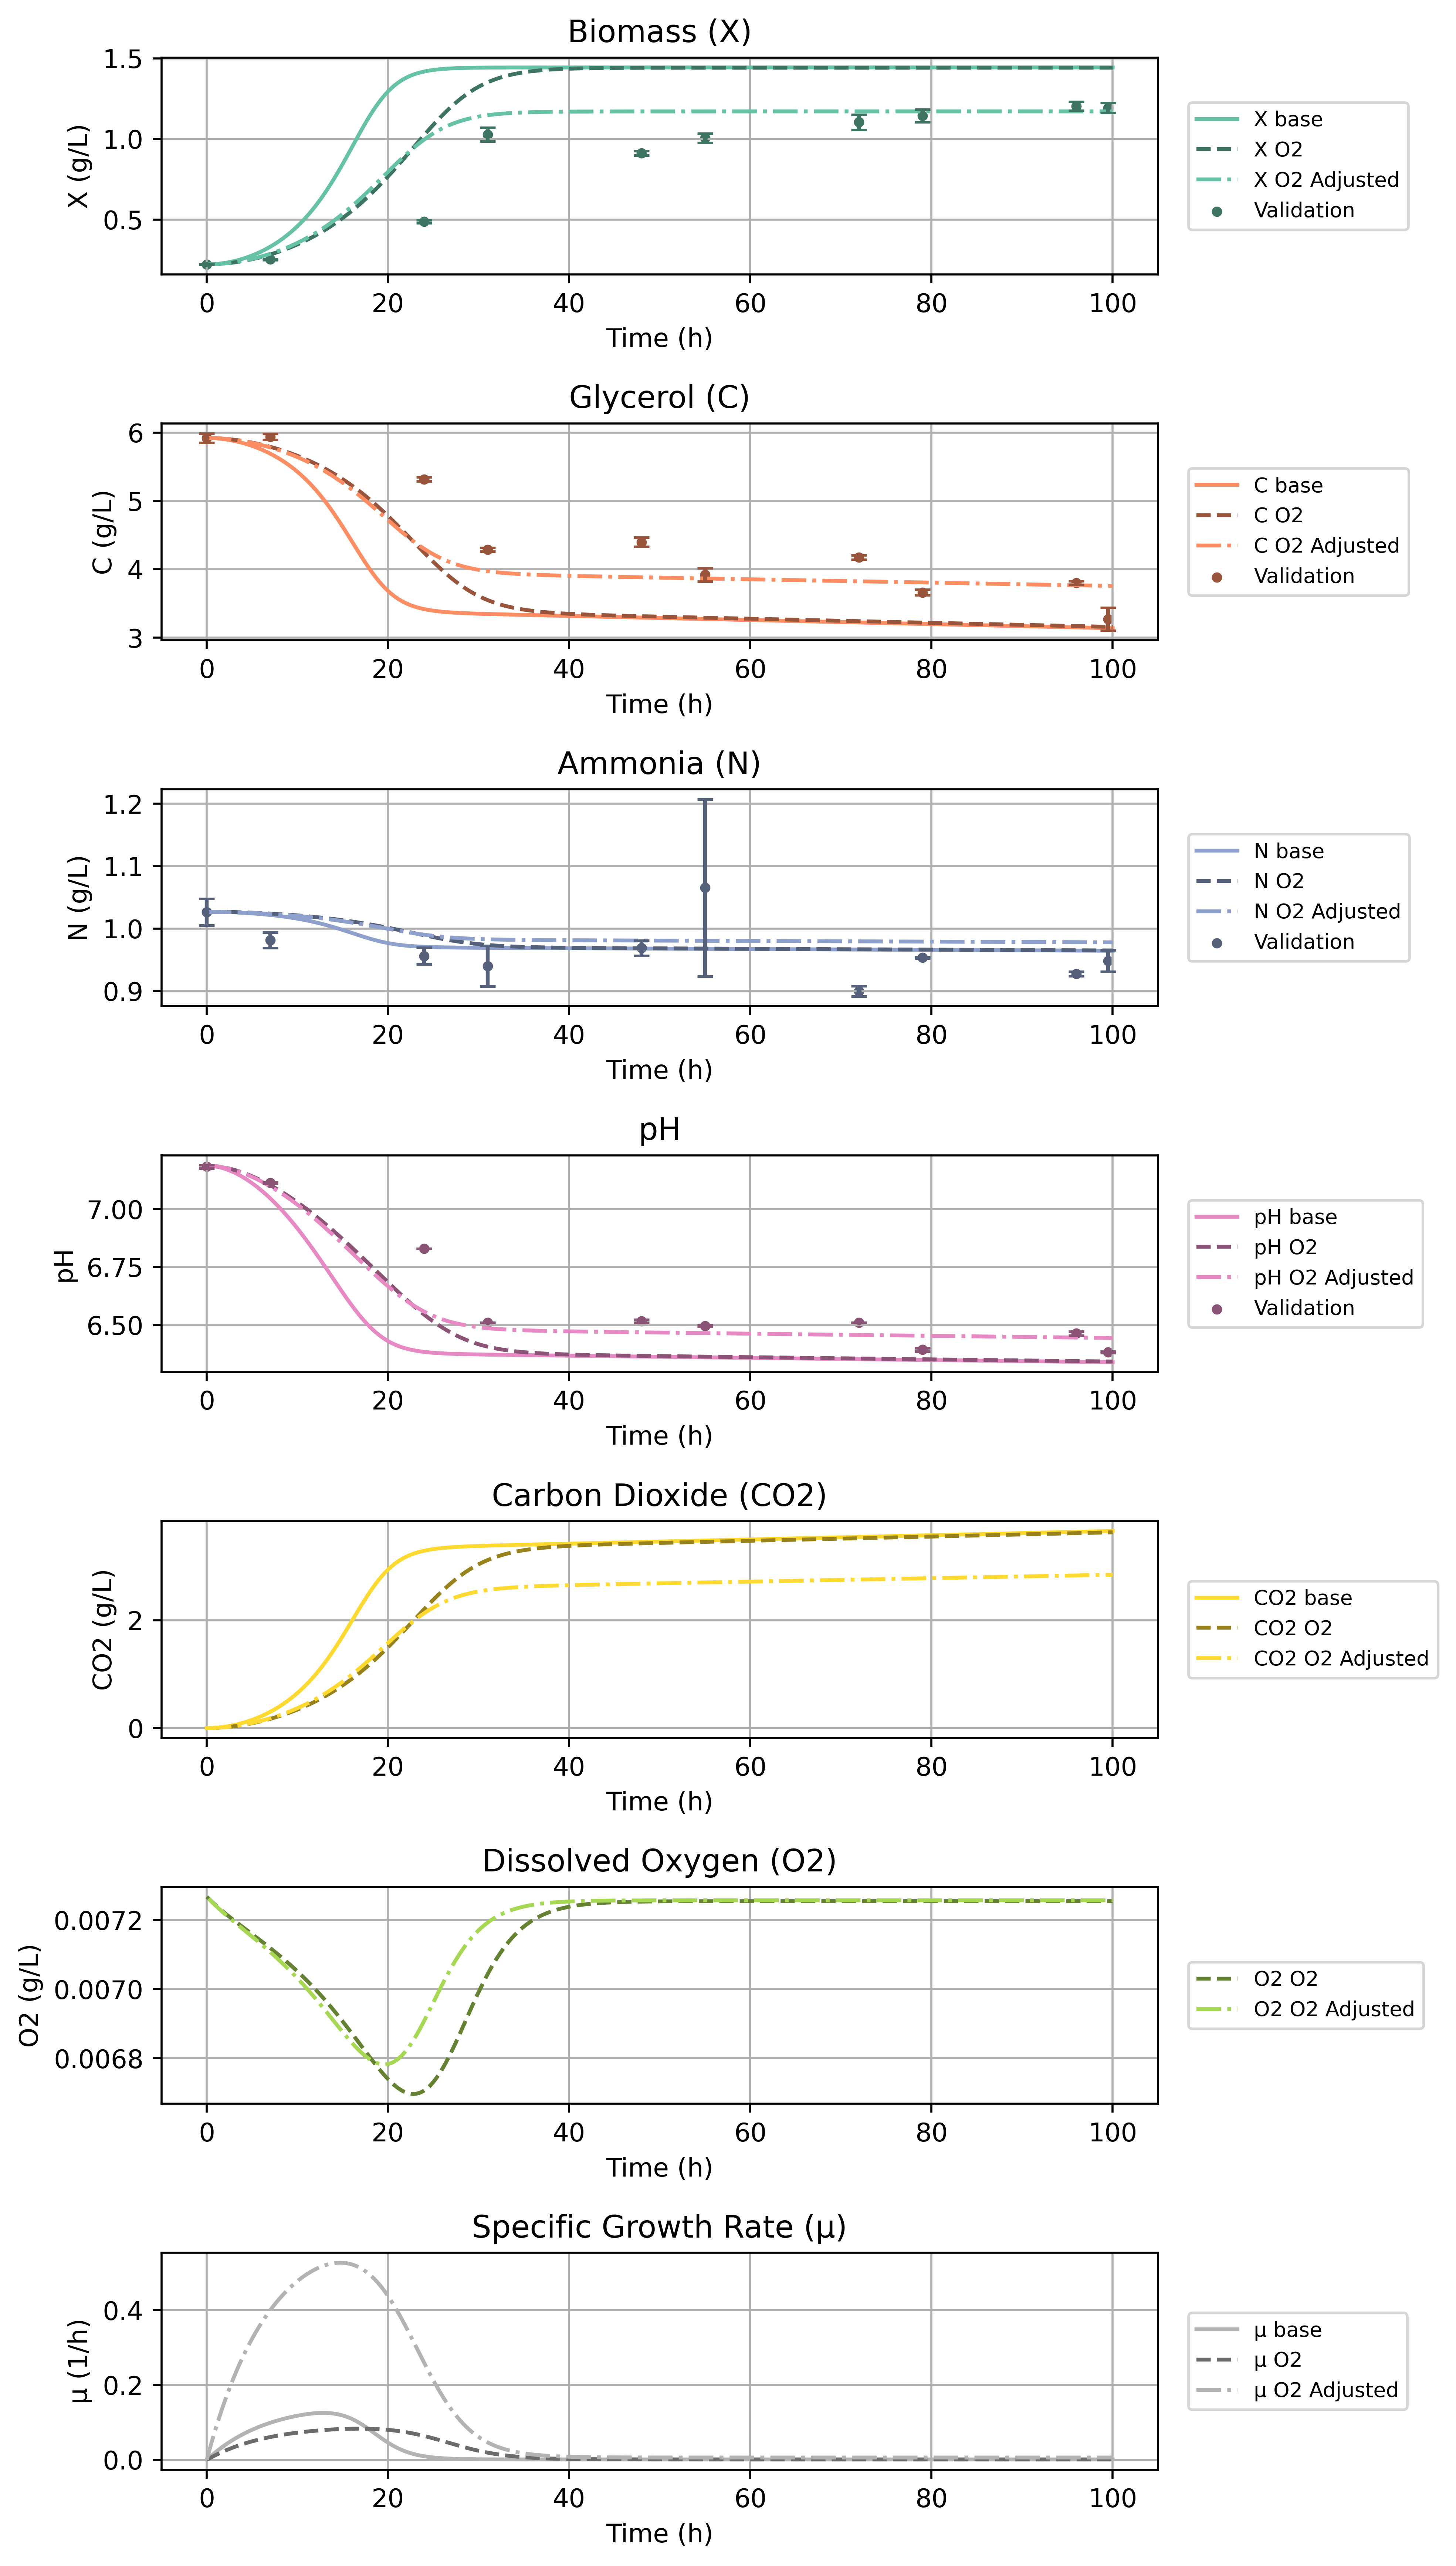 Biomass (X)
1.5
1.0
0.5
X (g/L)
0 20 40 60 80 100
Time (h)
X base
X O2
X O2 Adjusted
Validation
Glycerol (C)
6
5
4
3
C (g/L)
0 20 40 60 80 100
Time (h)
C base
C O2
C O2 Adjusted
Validation
Ammonia (N)
1.2
1.1
1.0
0.9
N (g/L)
0 20 40 60 80 100
Time (h)
N base
N O2
N O2 Adjusted
Validation
pH
7.00
6.75
6.50
pH
0 20 40 60 80 100
Time (h)
pH base
pH O2
pH O2 Adjusted
Validation
Carbon Dioxide (CO2)
2
0
CO2 (g/L)
0 20 40 60 80 100
Time (h)
CO2 base
CO2 O2
CO2 O2 Adjusted
Dissolved Oxygen (O2)
0.0072
0.0070
0.0068
O2 (g/L)
0 20 40 60 80 100
Time (h)
O2 O2
O2 O2 Adjusted
Specific Growth Rate (μ)
0.4
0.2
0.0
μ (1/h)
0 20 40 60 80 100
Time (h)
μ base
μ O2
μ O2 Adjusted